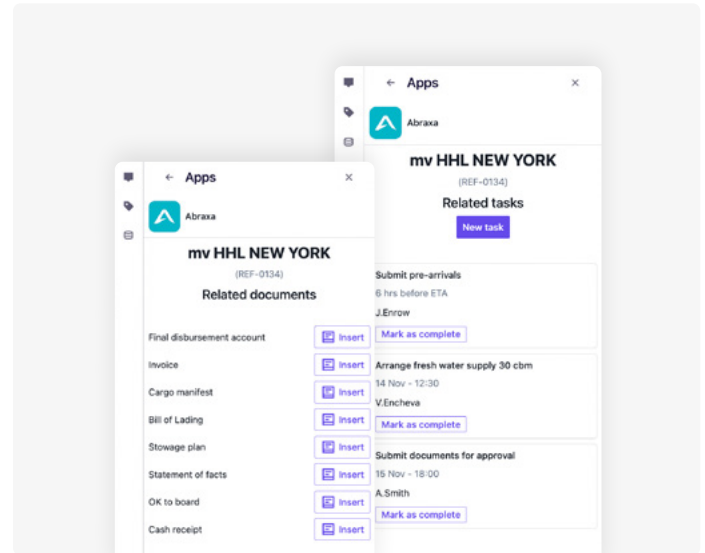 Apps
Abraxa
mv HHL NEW YORK
(REF-0134)
Related tasks
New task
Submit pre-arrivals
6 hrs before ETA
J.Enrow
Mark as complete
Arrange fresh water supply 30 cbm
14 Nov - 12:30
V.Encheva
Mark as complete
Submit documents for approval
15 Nov - 18:00
A.Smith
Mark as complete
Apps
Abraxa
mv HHL NEW YORK
(REF-0134)
Related documents
Final disbursement account Insert
Invoice Insert
Cargo manifest Insert
Bill of Lading Insert
Stowage plan Insert
Statement of facts Insert
OK to board Insert
Cash receipt Insert